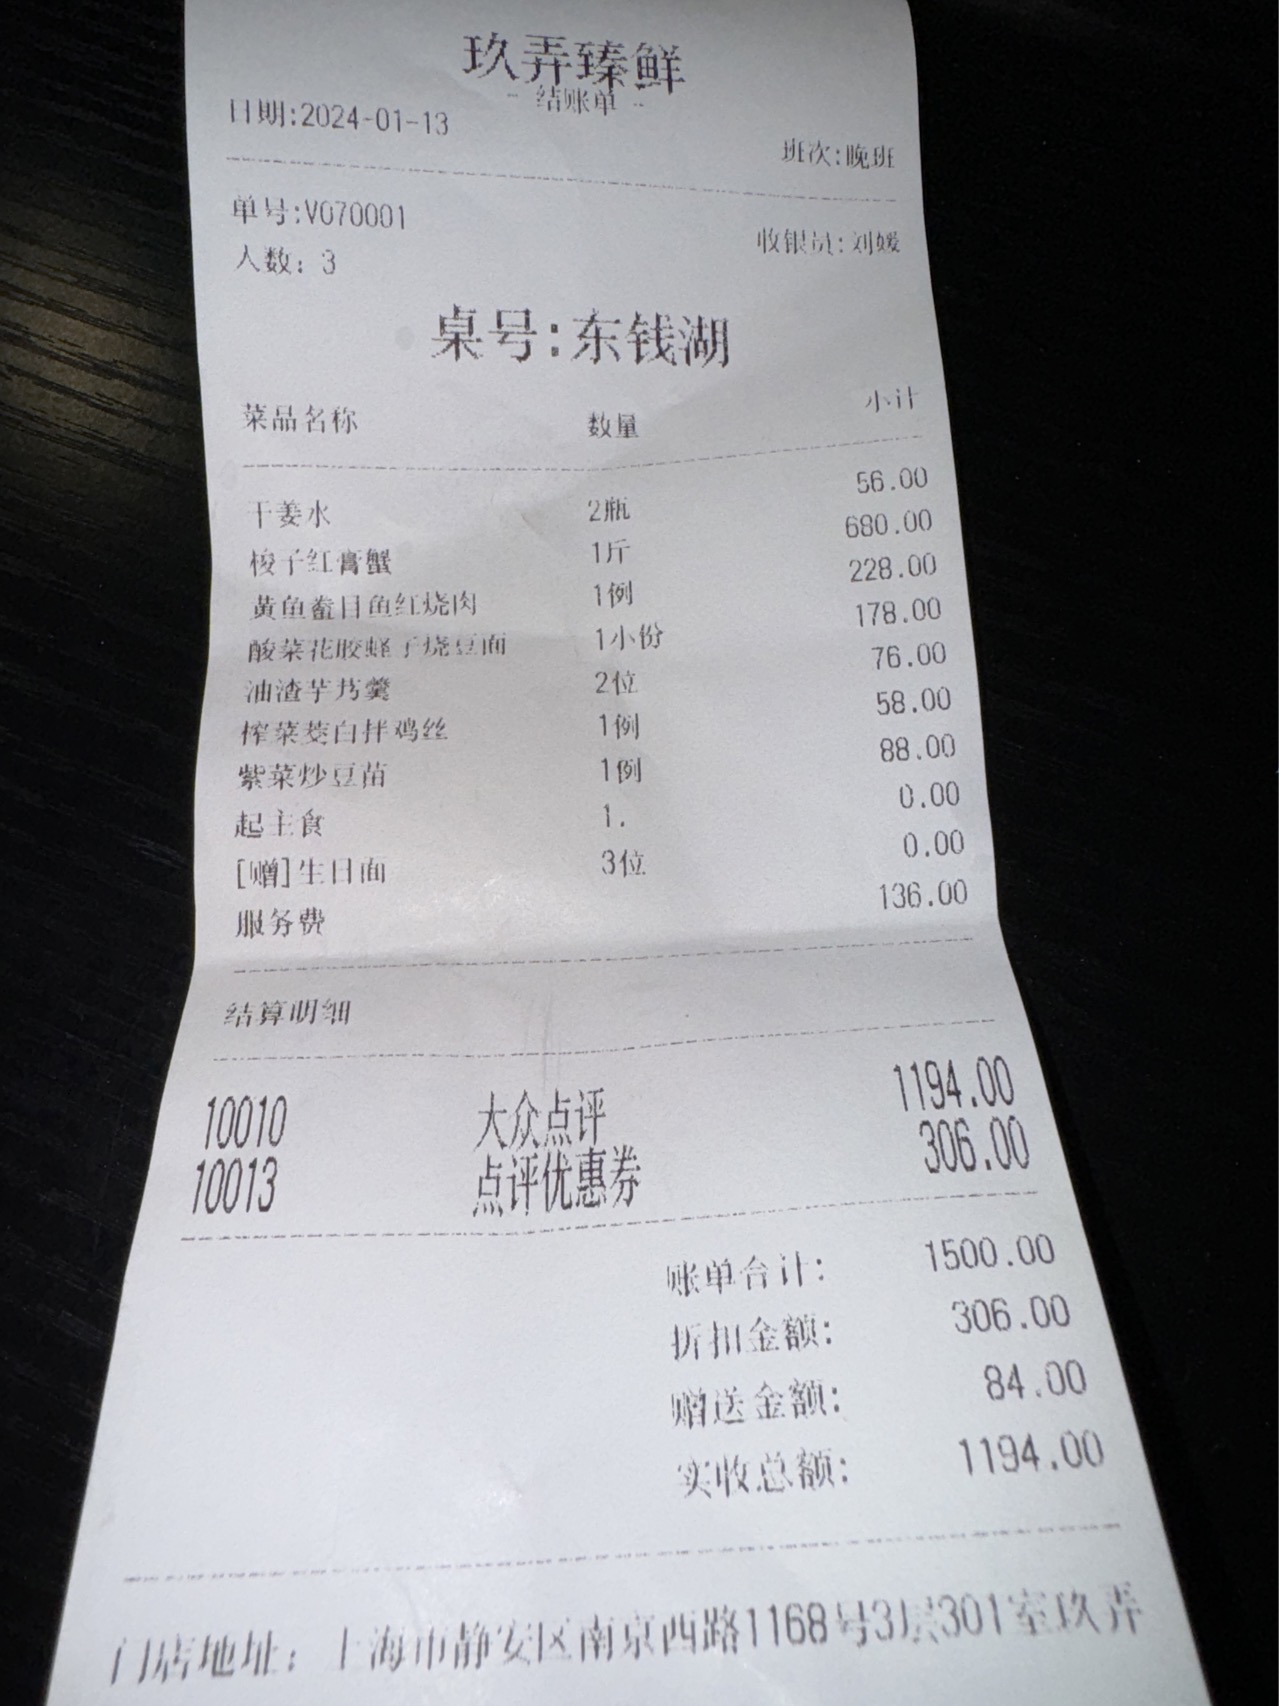 玖弄臻鲜
- 结账单 -
日期:2024-01-13
班次:晚班
单号:V070001
收银员:刘媛
人数: 3
桌号:东钱湖
菜品名称 数量 小计
干姜水 2瓶 56.00
梭子红膏蟹 1斤 680.00
黄鱼鲞目鱼红烧肉 1例 228.00
酸菜花胶蛏子烧豆面 1小份 178.00
油渣芋艿羹 2位 76.00
榨菜茭白拌鸡丝 1例 58.00
紫菜炒豆苗 1例 88.00
起主食 1. 0.00
[赠]生日面 3位 0.00
服务费 136.00
结算明细
10010 大众点评 1194.00
10013 点评优惠券 306.00
账单合计: 1500.00
折扣金额: 306.00
赠送金额: 84.00
实收总额: 1194.00
门店地址: 上海市静安区南京西路1168号3层301室玖弄